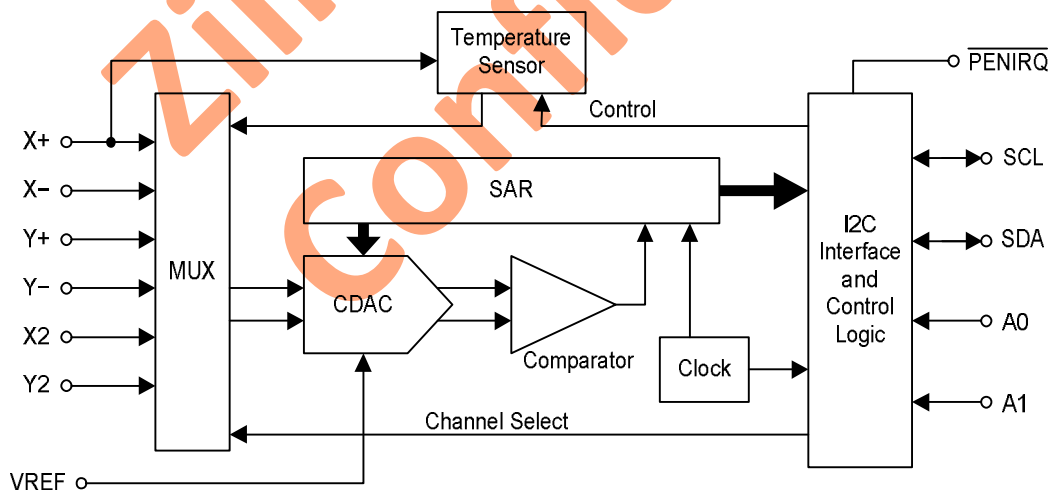 Temperature
Sensor
PENIRQ
Control
X+
SCL
X−
SAR
Y+
SDA
I2C
Interface
and
Control
Logic
MUX
Y−
CDAC
X2
A0
Comparator
Clock
Y2
A1
Channel Select
VREF